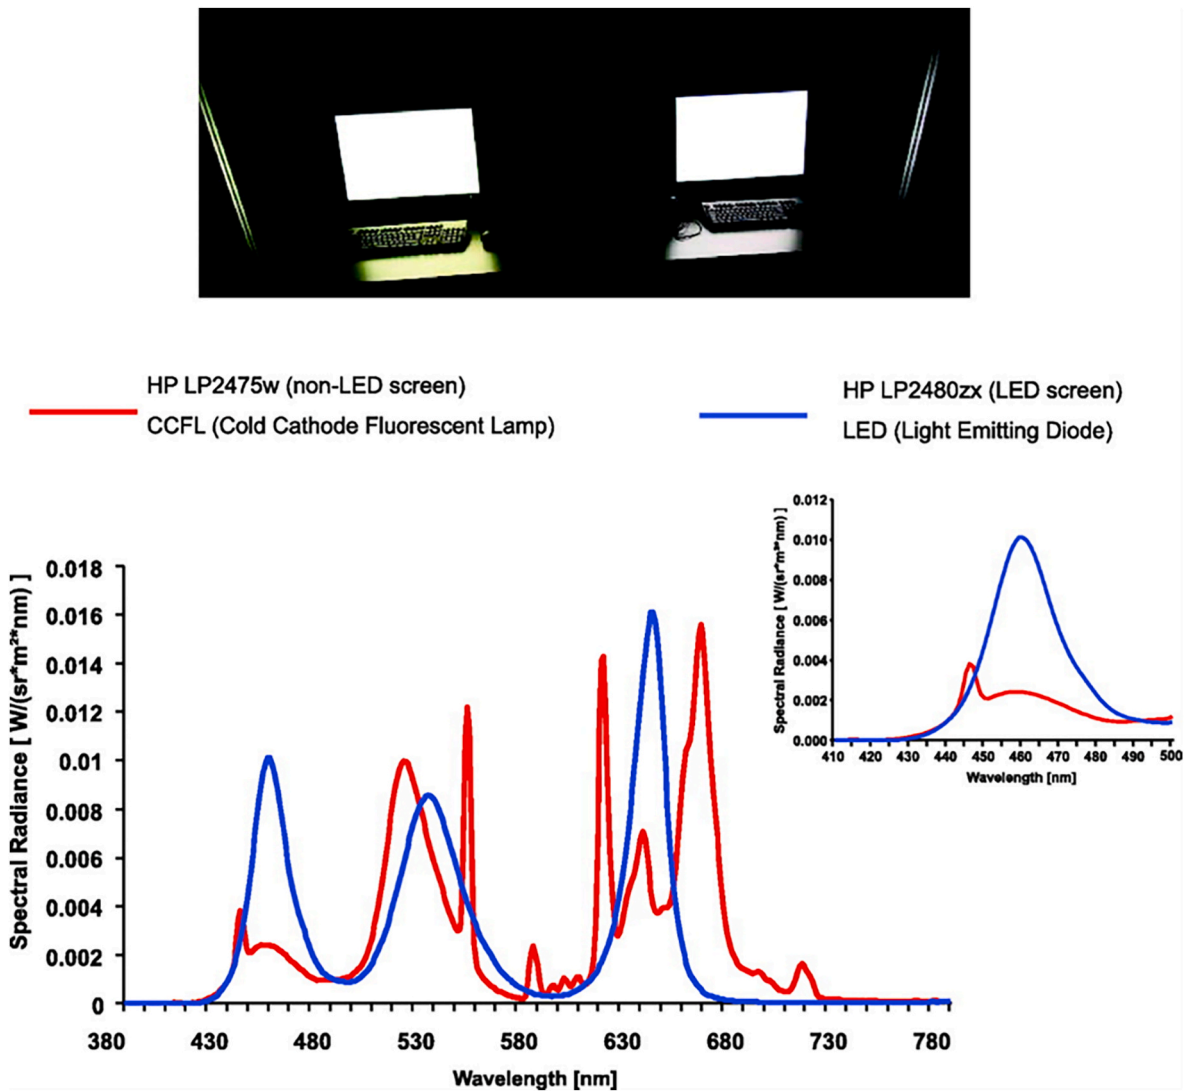 HP LP2475w (non-LED screen)
CCFL (Cold Cathode Fluorescent Lamp)
HP LP2480zx (LED screen)
LED (Light Emitting Diode)
Spectral Radiance [ W/(sr*m²*nm) ]
0.012
0.010
0.008
0.006
0.004
0.002
0.000
410 420 430 440 450 460 470 480 490 500
Wavelength [nm]
Spectral Radiance [ W/(sr*m²*nm) ]
0.018
0.016
0.014
0.012
0.01
0.008
0.006
0.004
0.002
0
380 430 480 530 580 630 680 730 780
Wavelength [nm]